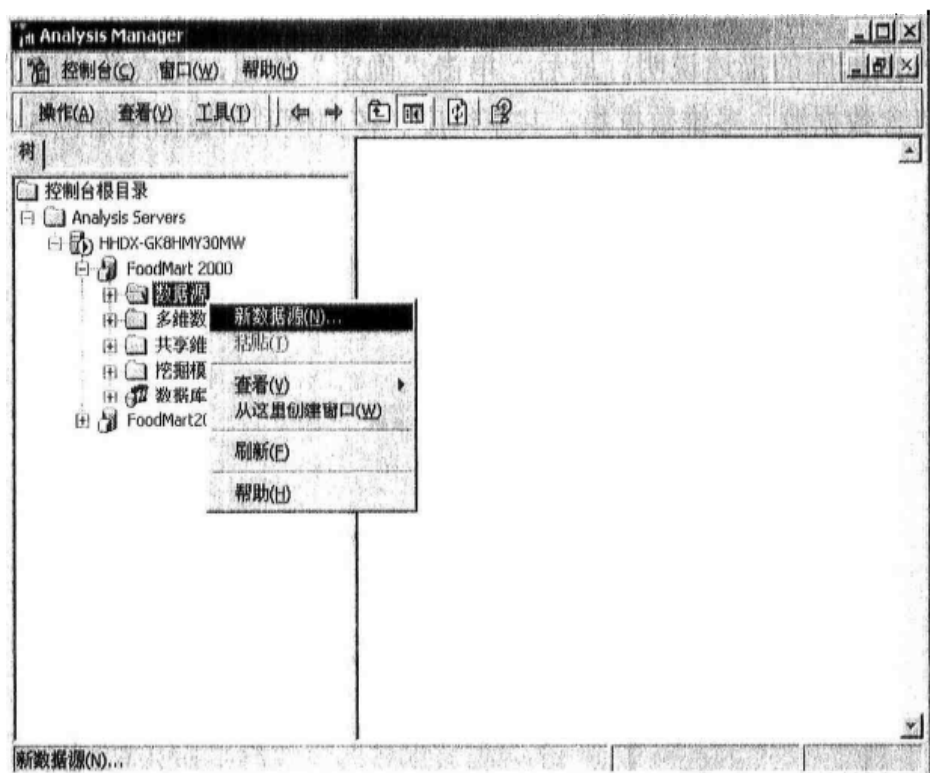 Analysis Manager
控制台(C) 窗口(W) 帮助(H)
操作(A) 查看(V) 工具(T)
树
控制台根目录
Analysis Servers
HHDX-GK8HMY30MW
FoodMart 2000
数据源
多维数
共享维
挖掘模
数据库
FoodMart20
新数据源(N)...
粘贴(T)
查看(V)
从这里创建窗口(W)
刷新(F)
帮助(H)
新数据源(N)...